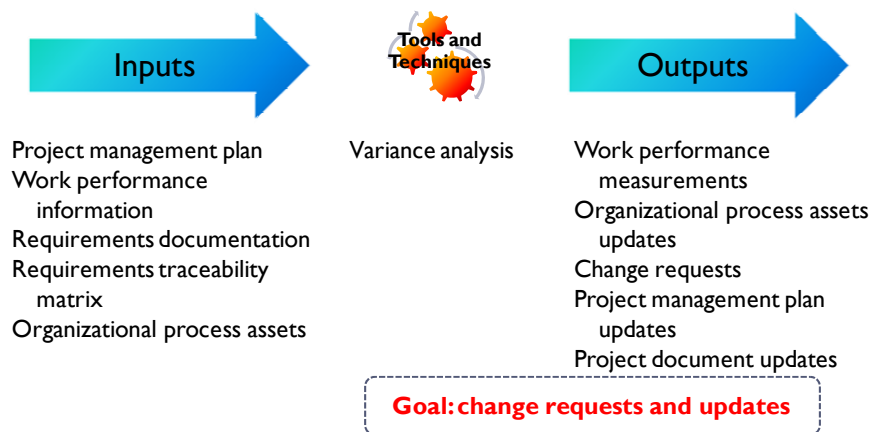 Inputs
Tools and
Techniques
Outputs
Project management plan
Work performance
information
Requirements documentation
Requirements traceability
matrix
Organizational process assets
Variance analysis
Work performance
measurements
Organizational process assets
updates
Change requests
Project management plan
updates
Project document updates
Goal: change requests and updates